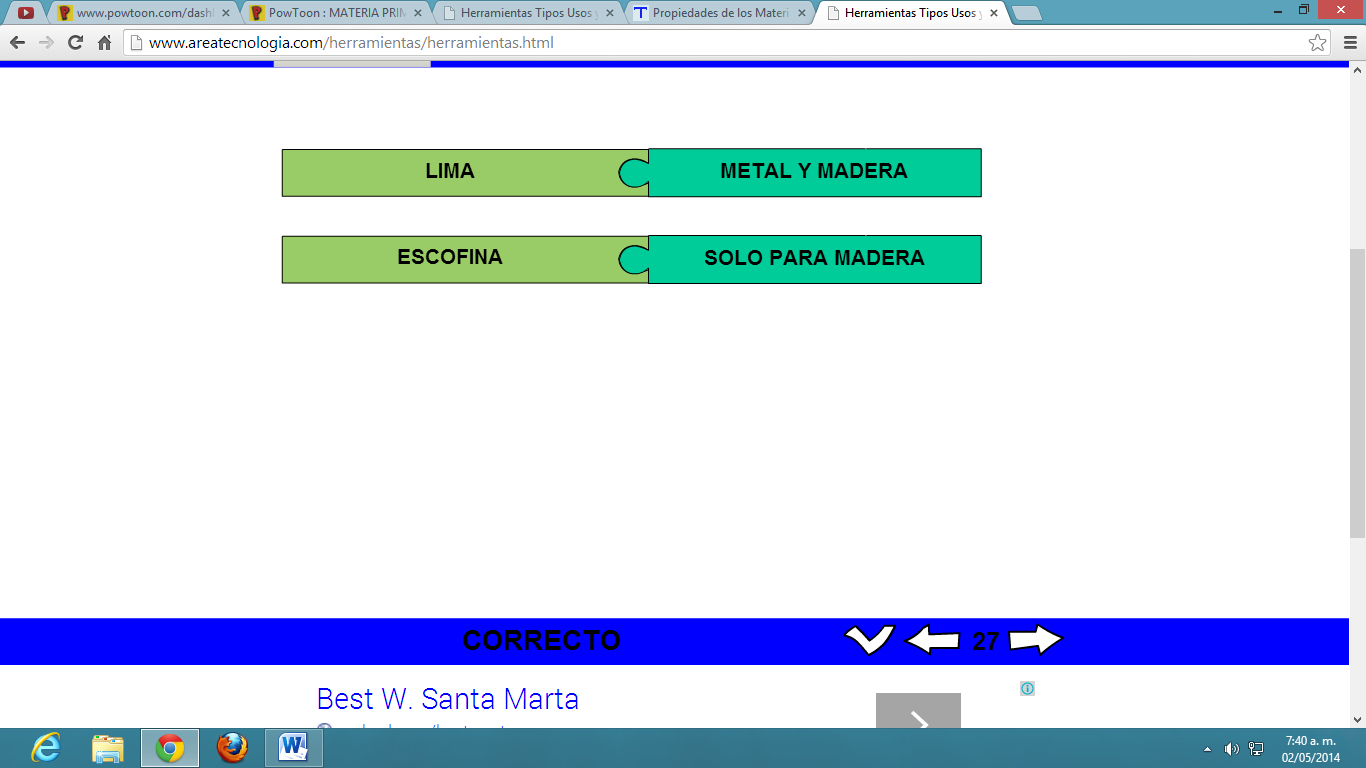 www.powtoon.com/dash
PowToon : MATERIA PRIM
Herramientas Tipos Usos y
Propiedades de los Materi
Herramientas Tipos Usos y
www.areatecnologia.com/herramientas/herramientas.html
LIMA
METAL Y MADERA
ESCOFINA
SOLO PARA MADERA
CORRECTO
27
Best W. Santa Marta
7:40 a. m.
02/05/2014